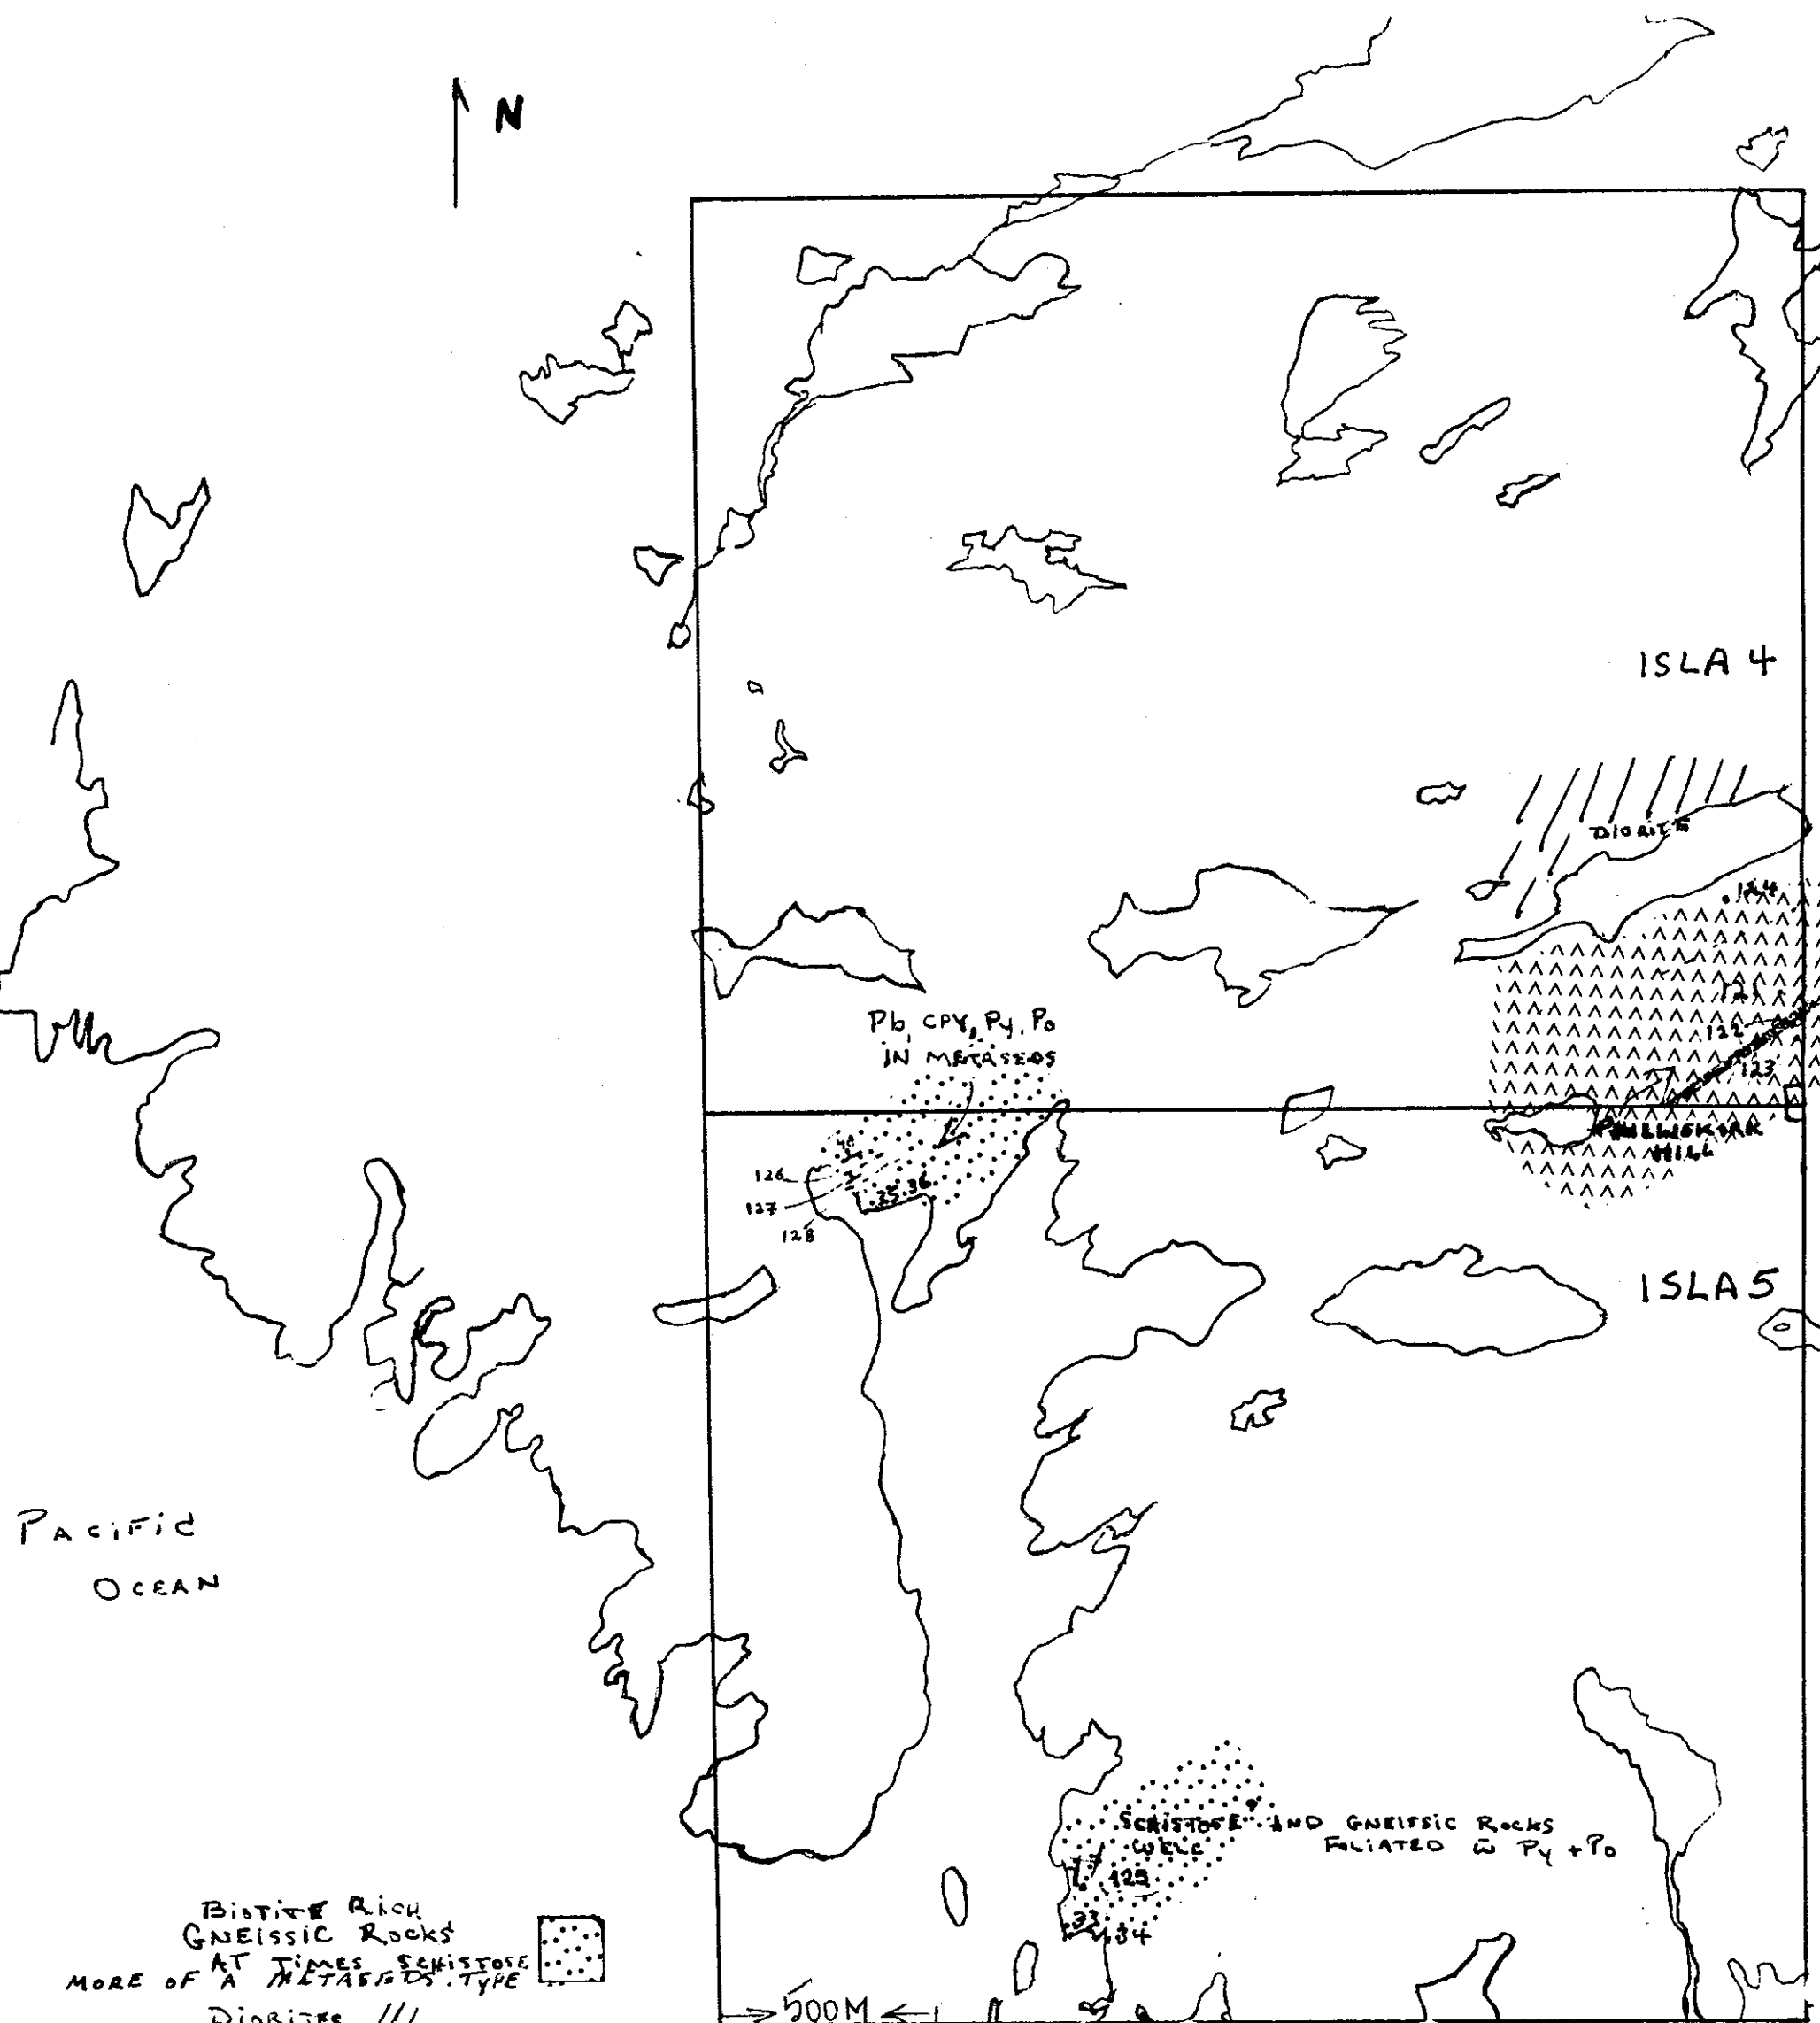 N
ISLA 4
DIORITE
.124
121
122
123
Pb, CPY, Py, Po
IN METASEDS
HILL
126
127
128
.35.36
ISLA 5
PACIFIC
OCEAN
SCHISTOSE AND GNEISSIC ROCKS
WELL FOLIATED W̄ Py + Po
125
33
.34
BIOTITE RICH
GNEISSIC ROCKS
AT TIMES SCHISTOSE
MORE OF A METASEDS. TYPE
DIORITES ///
500M